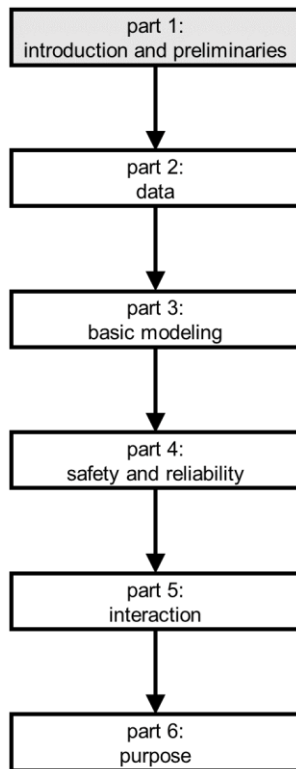 part 1:
introduction and preliminaries
part 2:
data
part 3:
basic modeling
part 4:
safety and reliability
part 5:
interaction
part 6:
purpose